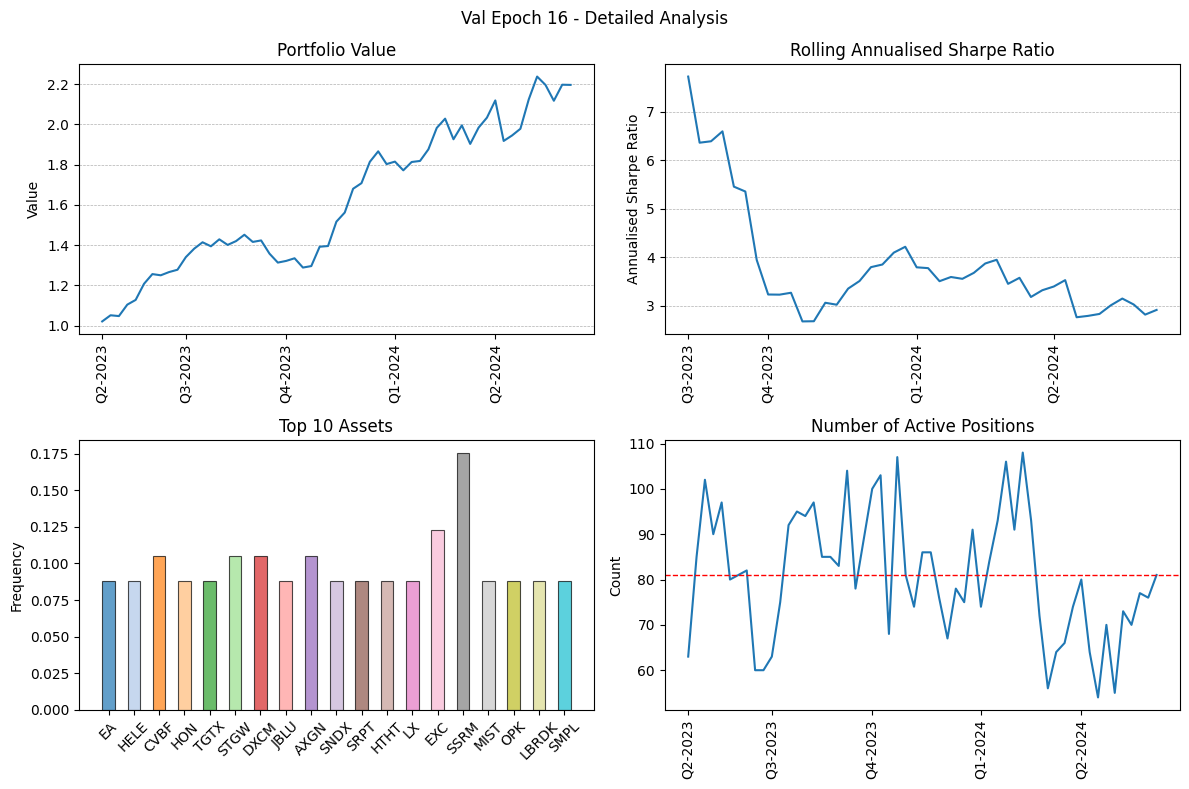 Val Epoch 16 - Detailed Analysis
Portfolio Value
Value
2.2
2.0
1.8
1.6
1.4
1.2
1.0
Q2-2023
Q3-2023
Q4-2023
Q1-2024
Q2-2024
Rolling Annualised Sharpe Ratio
Annualised Sharpe Ratio
7
6
5
4
3
Q3-2023
Q4-2023
Q1-2024
Q2-2024
Top 10 Assets
Frequency
0.175
0.150
0.125
0.100
0.075
0.050
0.025
0.000
EA
HELE
CVBF
HON
TGTX
STGW
DXCM
JBLU
AXGN
SNDX
SRPT
HTHT
LX
EXC
SSRM
MIST
OPK
LBRDK
SMPL
Number of Active Positions
Count
110
100
90
80
70
60
Q2-2023
Q3-2023
Q4-2023
Q1-2024
Q2-2024